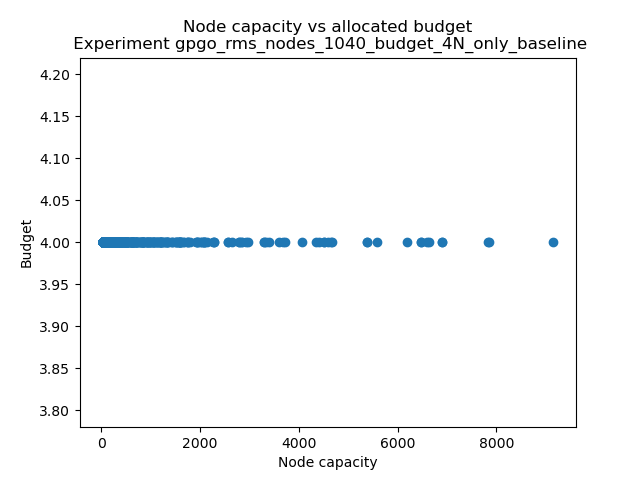 Node capacity vs allocated budget
Experiment gpgo_rms_nodes_1040_budget_4N_only_baseline
4.20
4.15
4.10
4.05
4.00
3.95
3.90
3.85
3.80
Budget
0 2000 4000 6000 8000
Node capacity